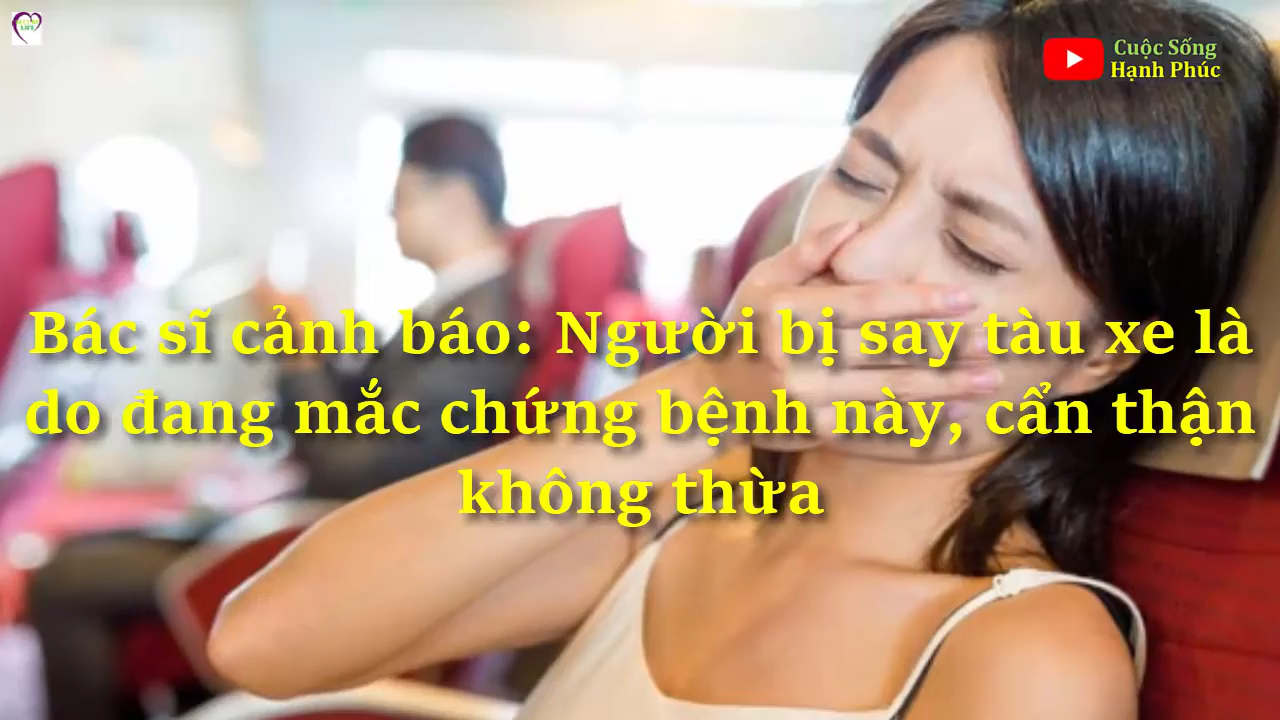 Cuộc Sống
Hạnh Phúc
Bác sĩ cảnh báo: Người bị say tàu xe là
do đang mắc chứng bệnh này, cẩn thận
không thừa